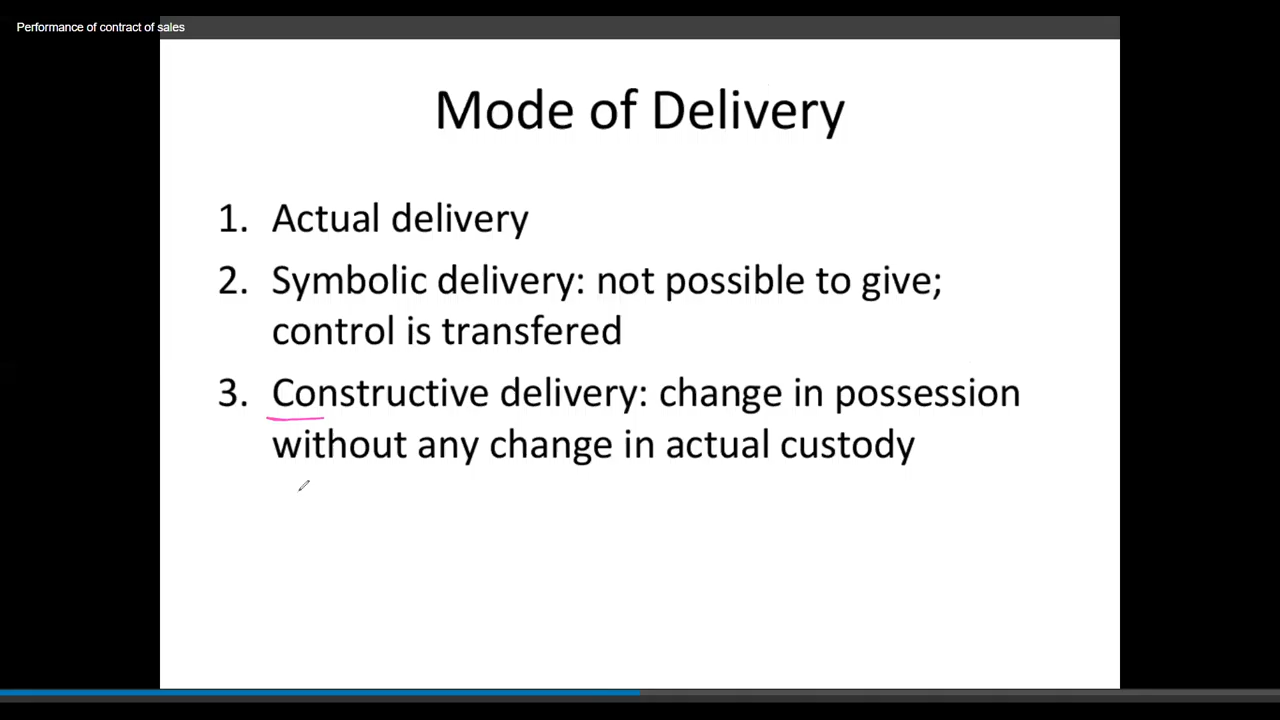 Performance of contract of sales
Mode of Delivery
1. Actual delivery
2. Symbolic delivery: not possible to give;
control is transfered
3. Constructive delivery: change in possession
without any change in actual custody